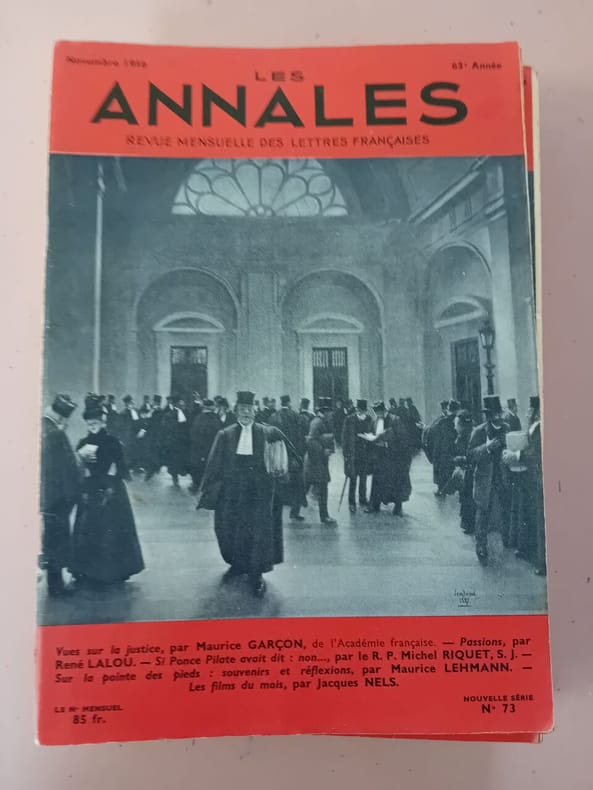 Novembre 1956
63e Année
LES
ANNALES
REVUE MENSUELLE DES LETTRES FRANÇAISES
Vues sur la justice, par Maurice GARÇON, de l'Académie française. — Passions, par
René LALOU. — Si Ponce Pilate avait dit : non..., par le R. P. Michel RIQUET, S. J. —
Sur la pointe des pieds : souvenirs et réflexions, par Maurice LEHMANN. —
Les films du mois, par Jacques NELS.
LE No MENSUEL
85 fr.
NOUVELLE SÉRIE
No 73